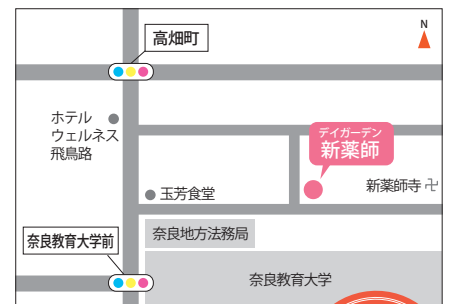 高畑町
N
ホテル
ウェルネス
飛鳥路
デイガーデン
新薬師
新薬師寺 卍
玉芳食堂
奈良地方法務局
奈良教育大学前
奈良教育大学